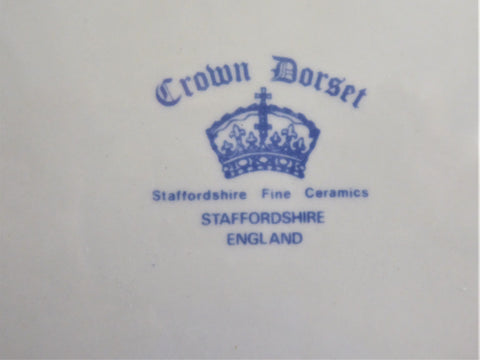 Crown Dorset
Staffordshire Fine Ceramics
STAFFORDSHIRE
ENGLAND